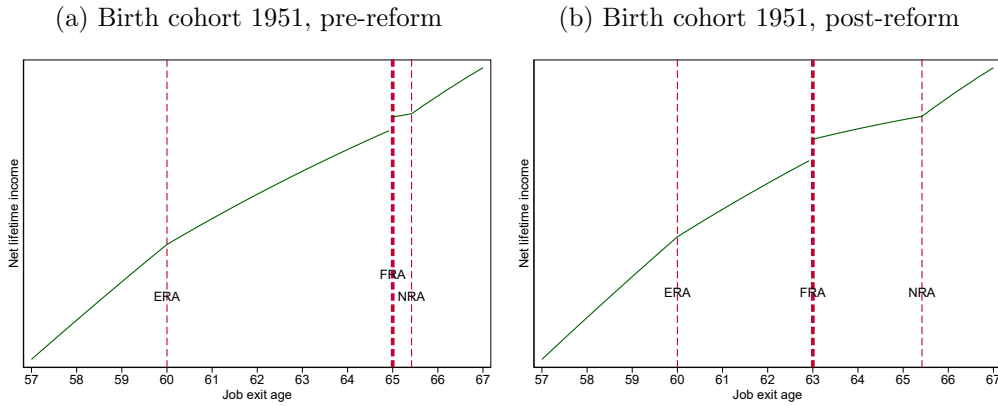 (a) Birth cohort 1951, pre-reform
Net lifetime income
ERA
FRA
NRA
57 58 59 60 61 62 63 64 65 66 67
Job exit age
(b) Birth cohort 1951, post-reform
Net lifetime income
ERA
FRA
NRA
57 58 59 60 61 62 63 64 65 66 67
Job exit age